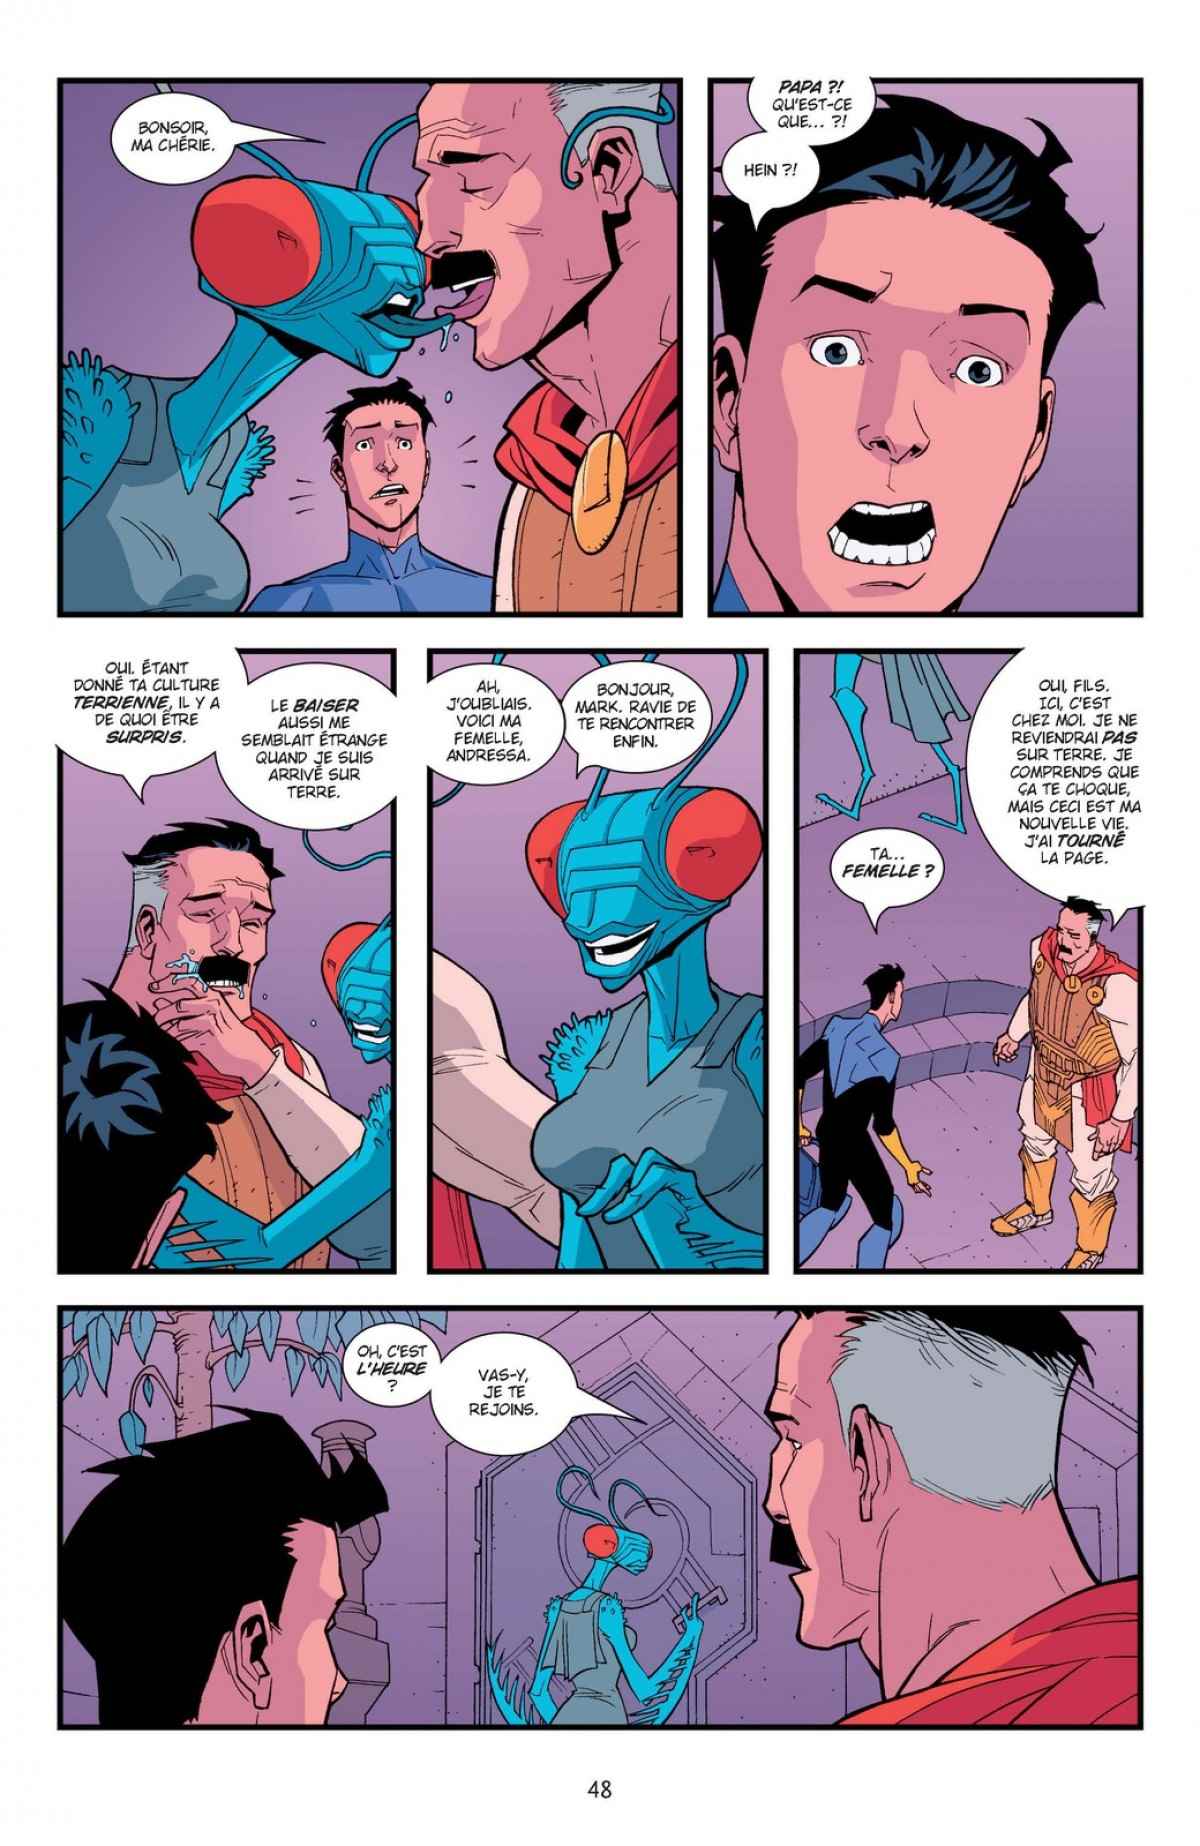 BONSOIR,
MA CHÉRIE.
PAPA ?!
QU'EST-CE
QUE... ?!
HEIN ?!
OUI. ÉTANT
DONNÉ TA CULTURE
TERRIENNE, IL Y A
DE QUOI ÊTRE
SURPRIS.
LE BAISER
AUSSI ME
SEMBLAIT ÉTRANGE
QUAND JE SUIS
ARRIVÉ SUR
TERRE.
AH,
J'OUBLIAIS.
VOICI MA
FEMELLE,
ANDRESSA.
BONJOUR,
MARK. RAVIE DE
TE RENCONTRER
ENFIN.
TA...
FEMELLE ?
OUI, FILS.
ICI, C'EST
CHEZ MOI. JE NE
REVIENDRAI PAS
SUR TERRE. JE
COMPRENDS QUE
ÇA TE CHOQUE,
MAIS CECI EST MA
NOUVELLE VIE.
J'AI TOURNÉ
LA PAGE.
OH, C'EST
L'HEURE
?
VAS-Y,
JE TE
REJOINS.
48